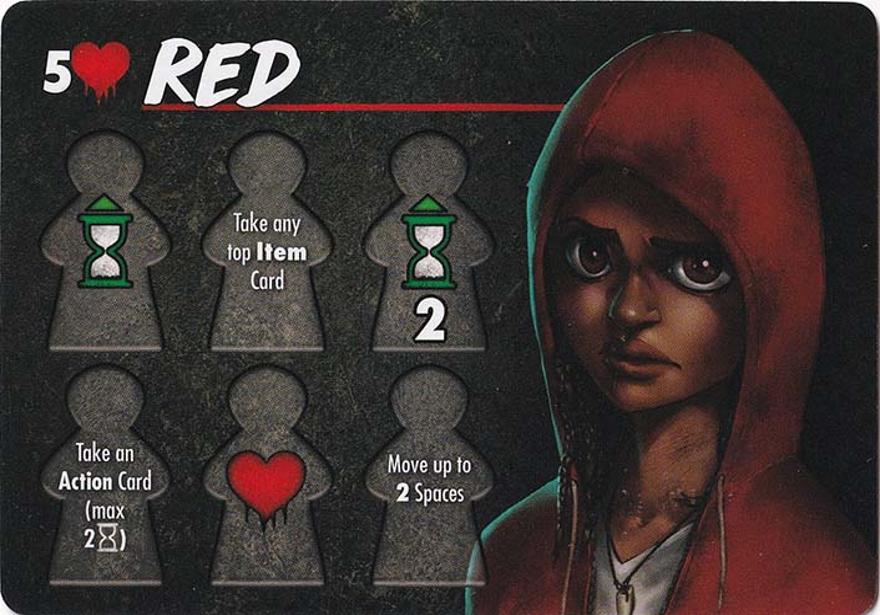 5 RED
Take any
top Item
Card
2
Take an
Action Card
(max
2 )
Move up to
2 Spaces